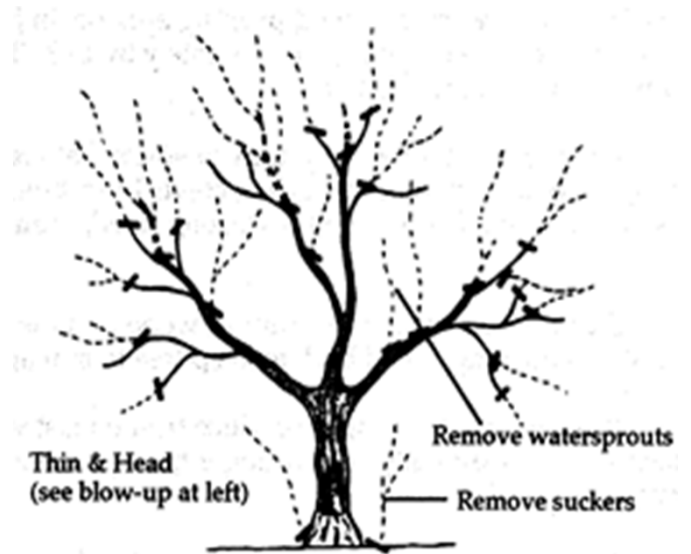 Remove watersprouts
Thin & Head
(see blow-up at left)
Remove suckers